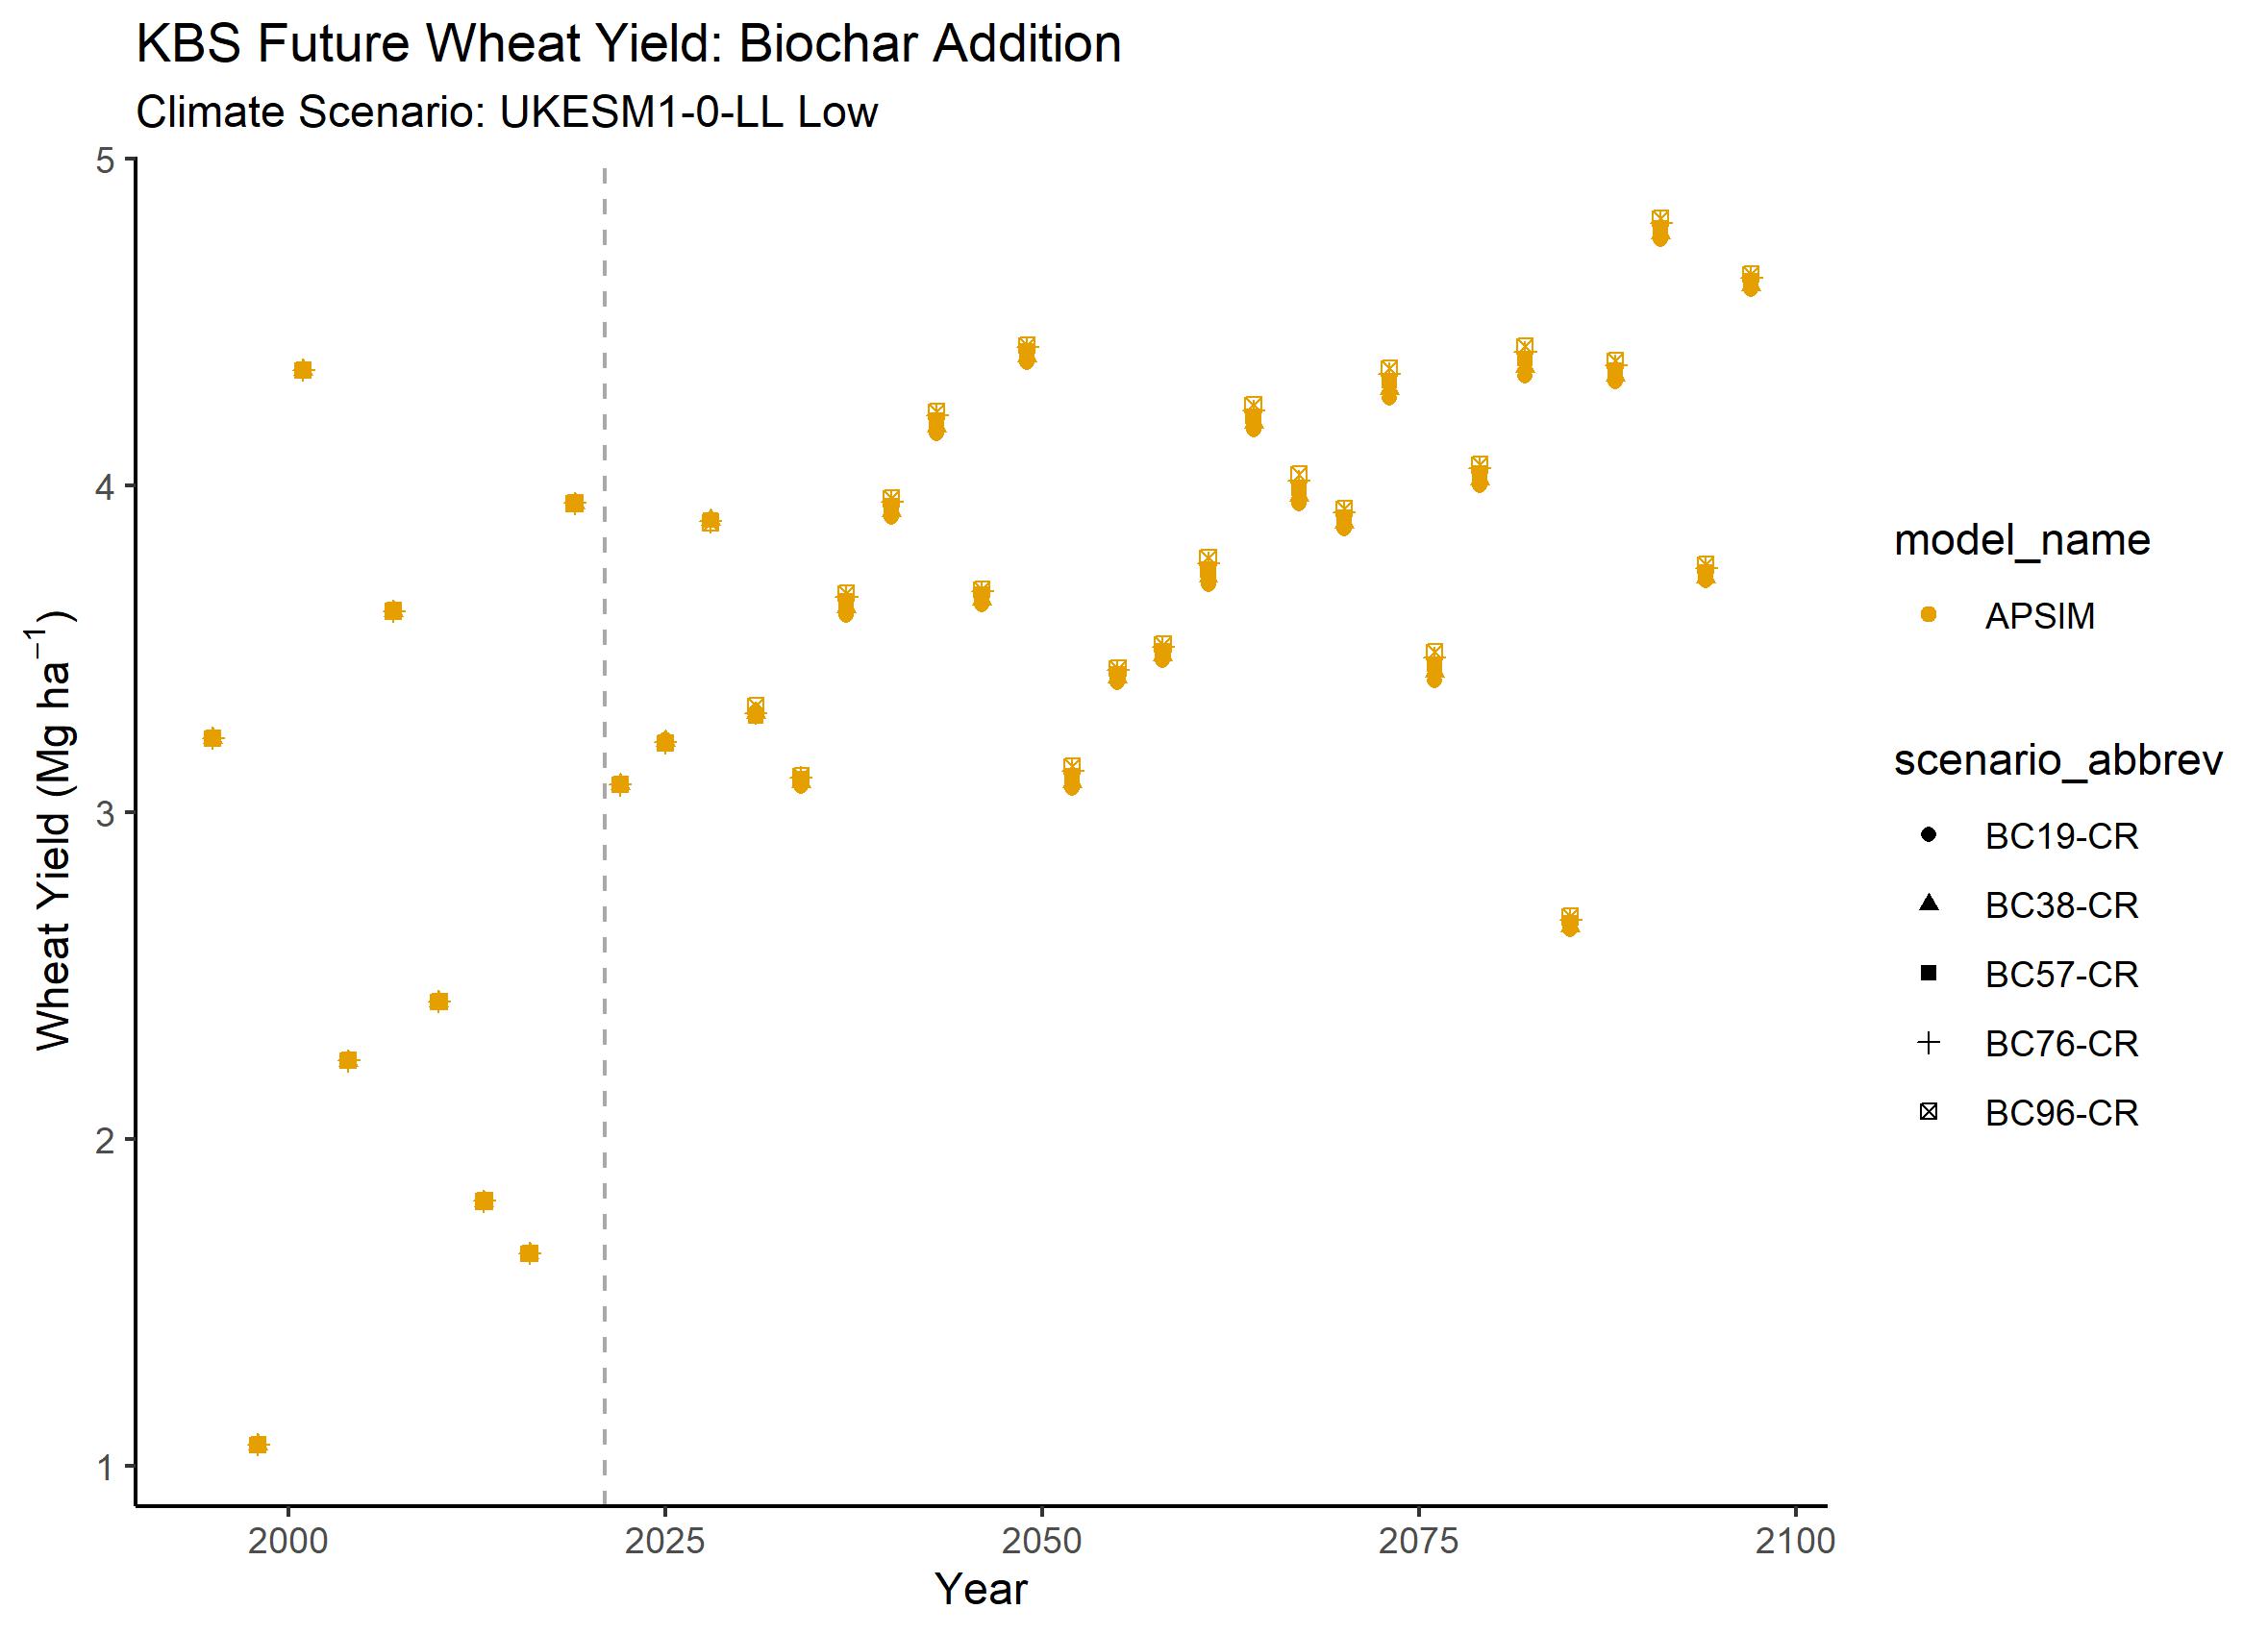 KBS Future Wheat Yield: Biochar Addition
Climate Scenario: UKESM1-0-LL Low
5
4
3
2
1
Wheat Yield (Mg ha⁻¹)
2000 2025 2050 2075 2100
Year
model_name
APSIM
scenario_abbrev
BC19-CR
BC38-CR
BC57-CR
BC76-CR
BC96-CR